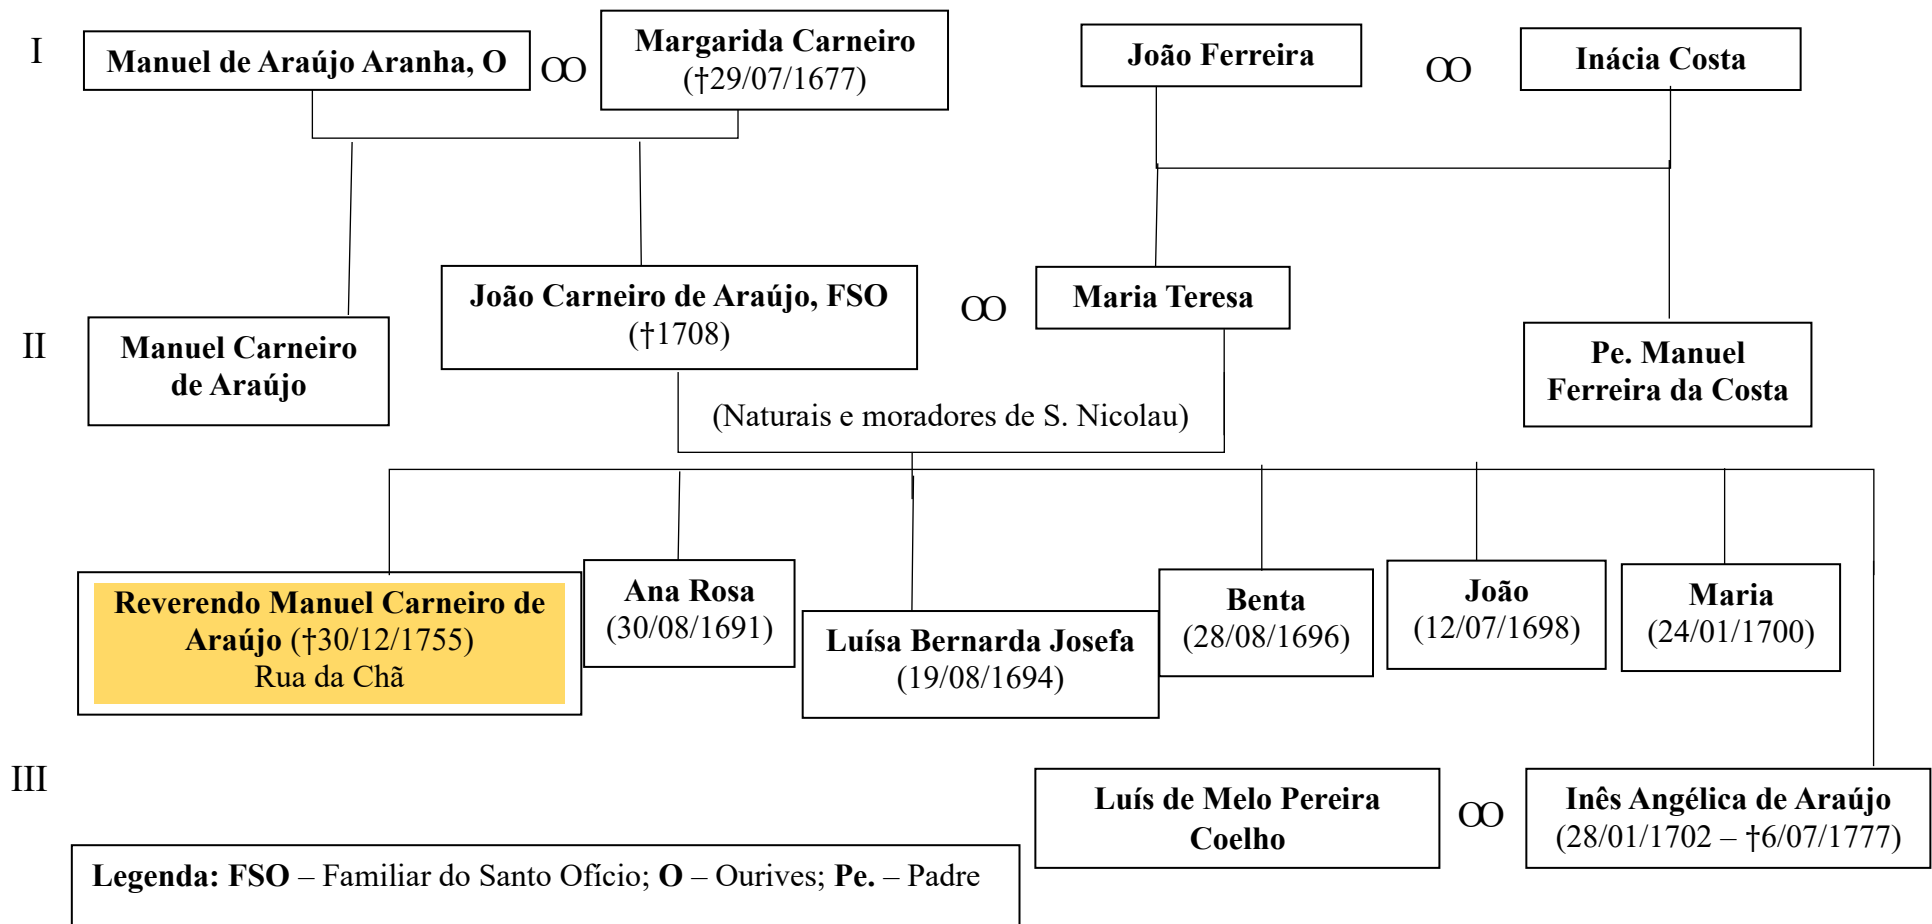 I
Manuel de Araújo Aranha, O
Margarida Carneiro
(†29/07/1677)
João Ferreira
Inácia Costa
II
Manuel Carneiro
de Araújo
João Carneiro de Araújo, FSO
(†1708)
Maria Teresa
Pe. Manuel
Ferreira da Costa
(Naturais e moradores de S. Nicolau)
Reverendo Manuel Carneiro de
Araújo (†30/12/1755)
Rua da Chã
Ana Rosa
(30/08/1691)
Luísa Bernarda Josefa
(19/08/1694)
Benta
(28/08/1696)
João
(12/07/1698)
Maria
(24/01/1700)
III
Luís de Melo Pereira
Coelho
Inês Angélica de Araújo
(28/01/1702 – †6/07/1777)
Legenda: FSO – Familiar do Santo Ofício; O – Ourives; Pe. – Padre